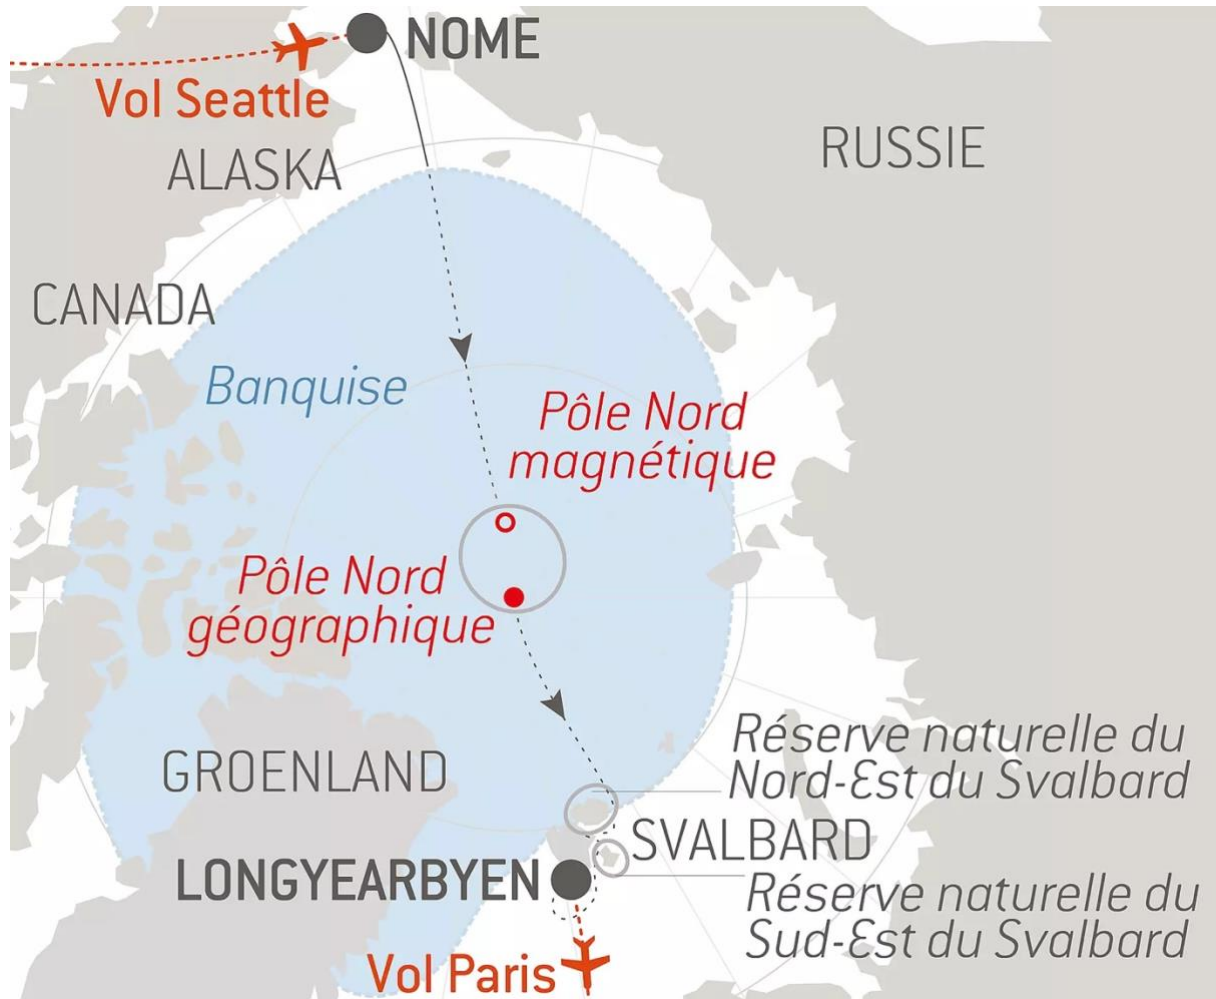 NOME
Vol Seattle
RUSSIE
ALASKA
CANADA
Banquise
Pôle Nord
magnétique
Pôle Nord
géographique
Réserve naturelle du
Nord-Est du Svalbard
GROENLAND
SVALBARD
LONGYEARBYEN
Réserve naturelle du
Sud-Est du Svalbard
Vol Paris